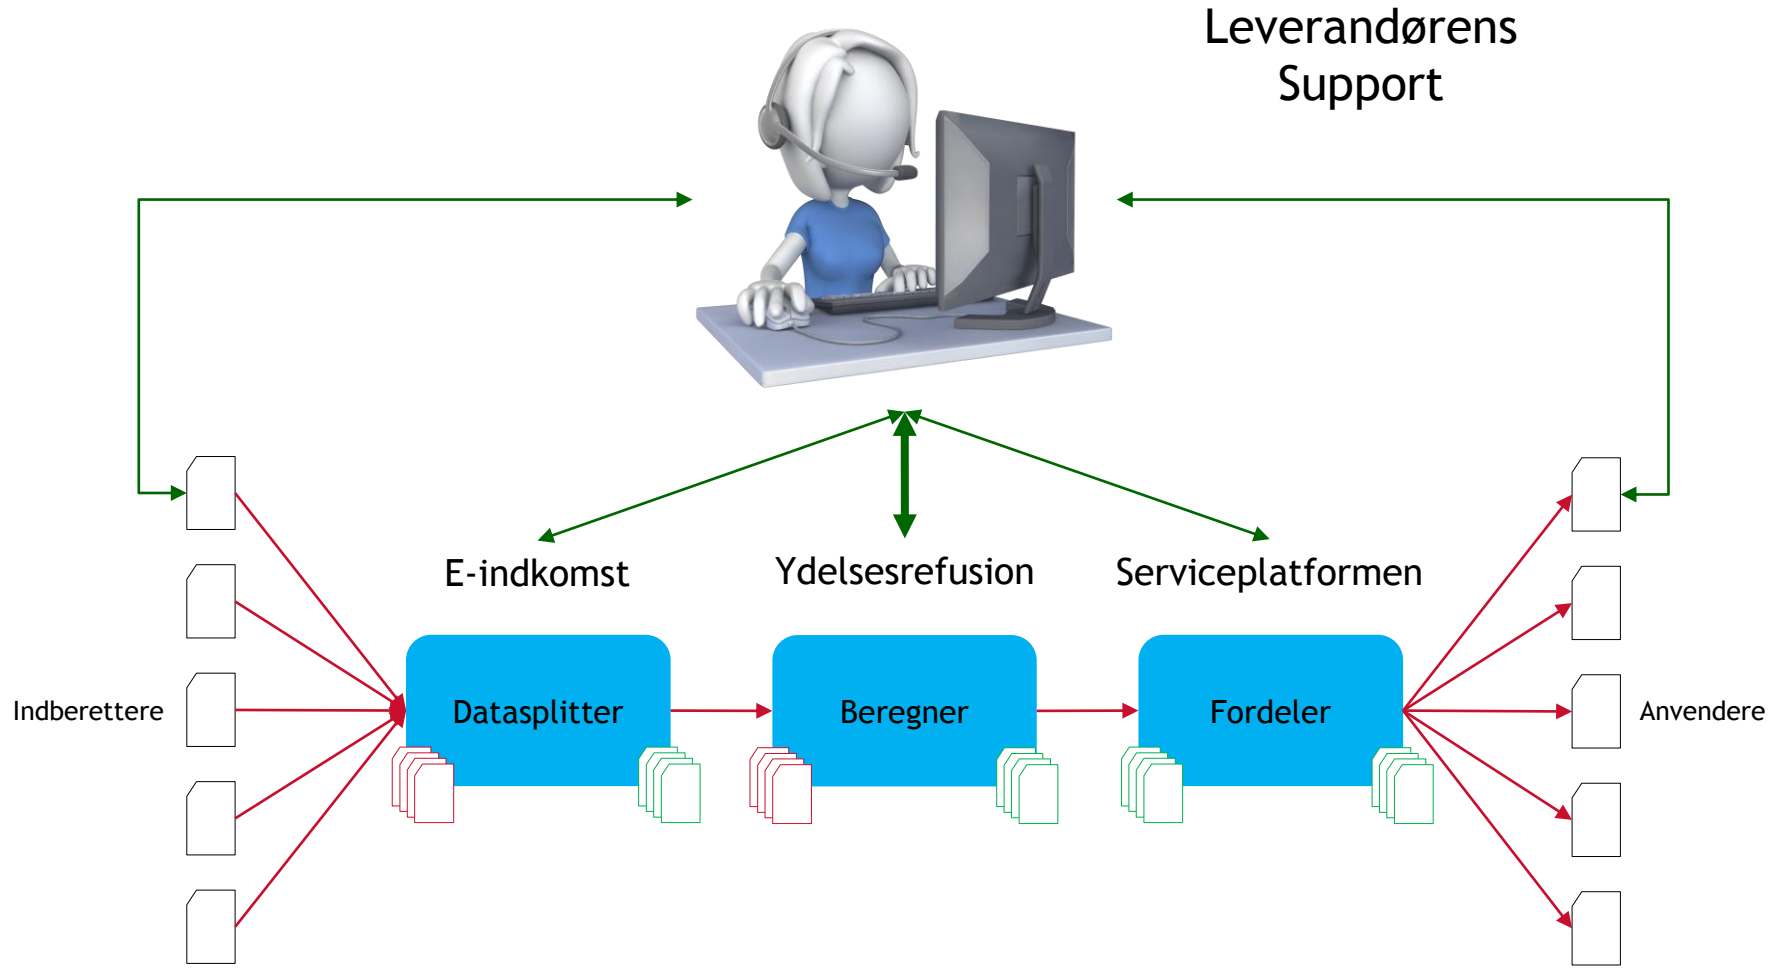 Leverandørens
Support
E-indkomst
Ydelsesrefusion
Serviceplatformen
Indberettere
Datasplitter
Beregner
Fordeler
Anvendere